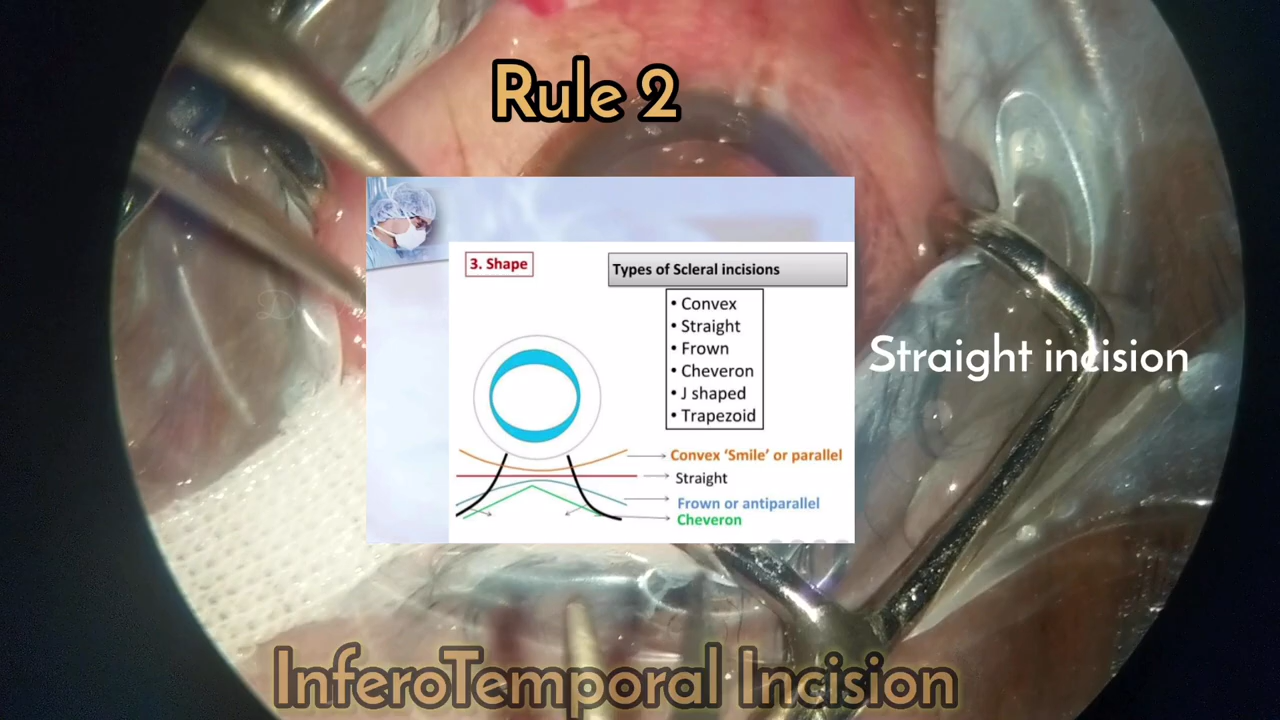 Rule 2
3. Shape
Types of Scleral incisions
• Convex
• Straight
• Frown
• Cheveron
• J shaped
• Trapezoid
Straight incision
Convex ‘Smile’ or parallel
Straight
Frown or antiparallel
Cheveron
InferoTemporal Incision